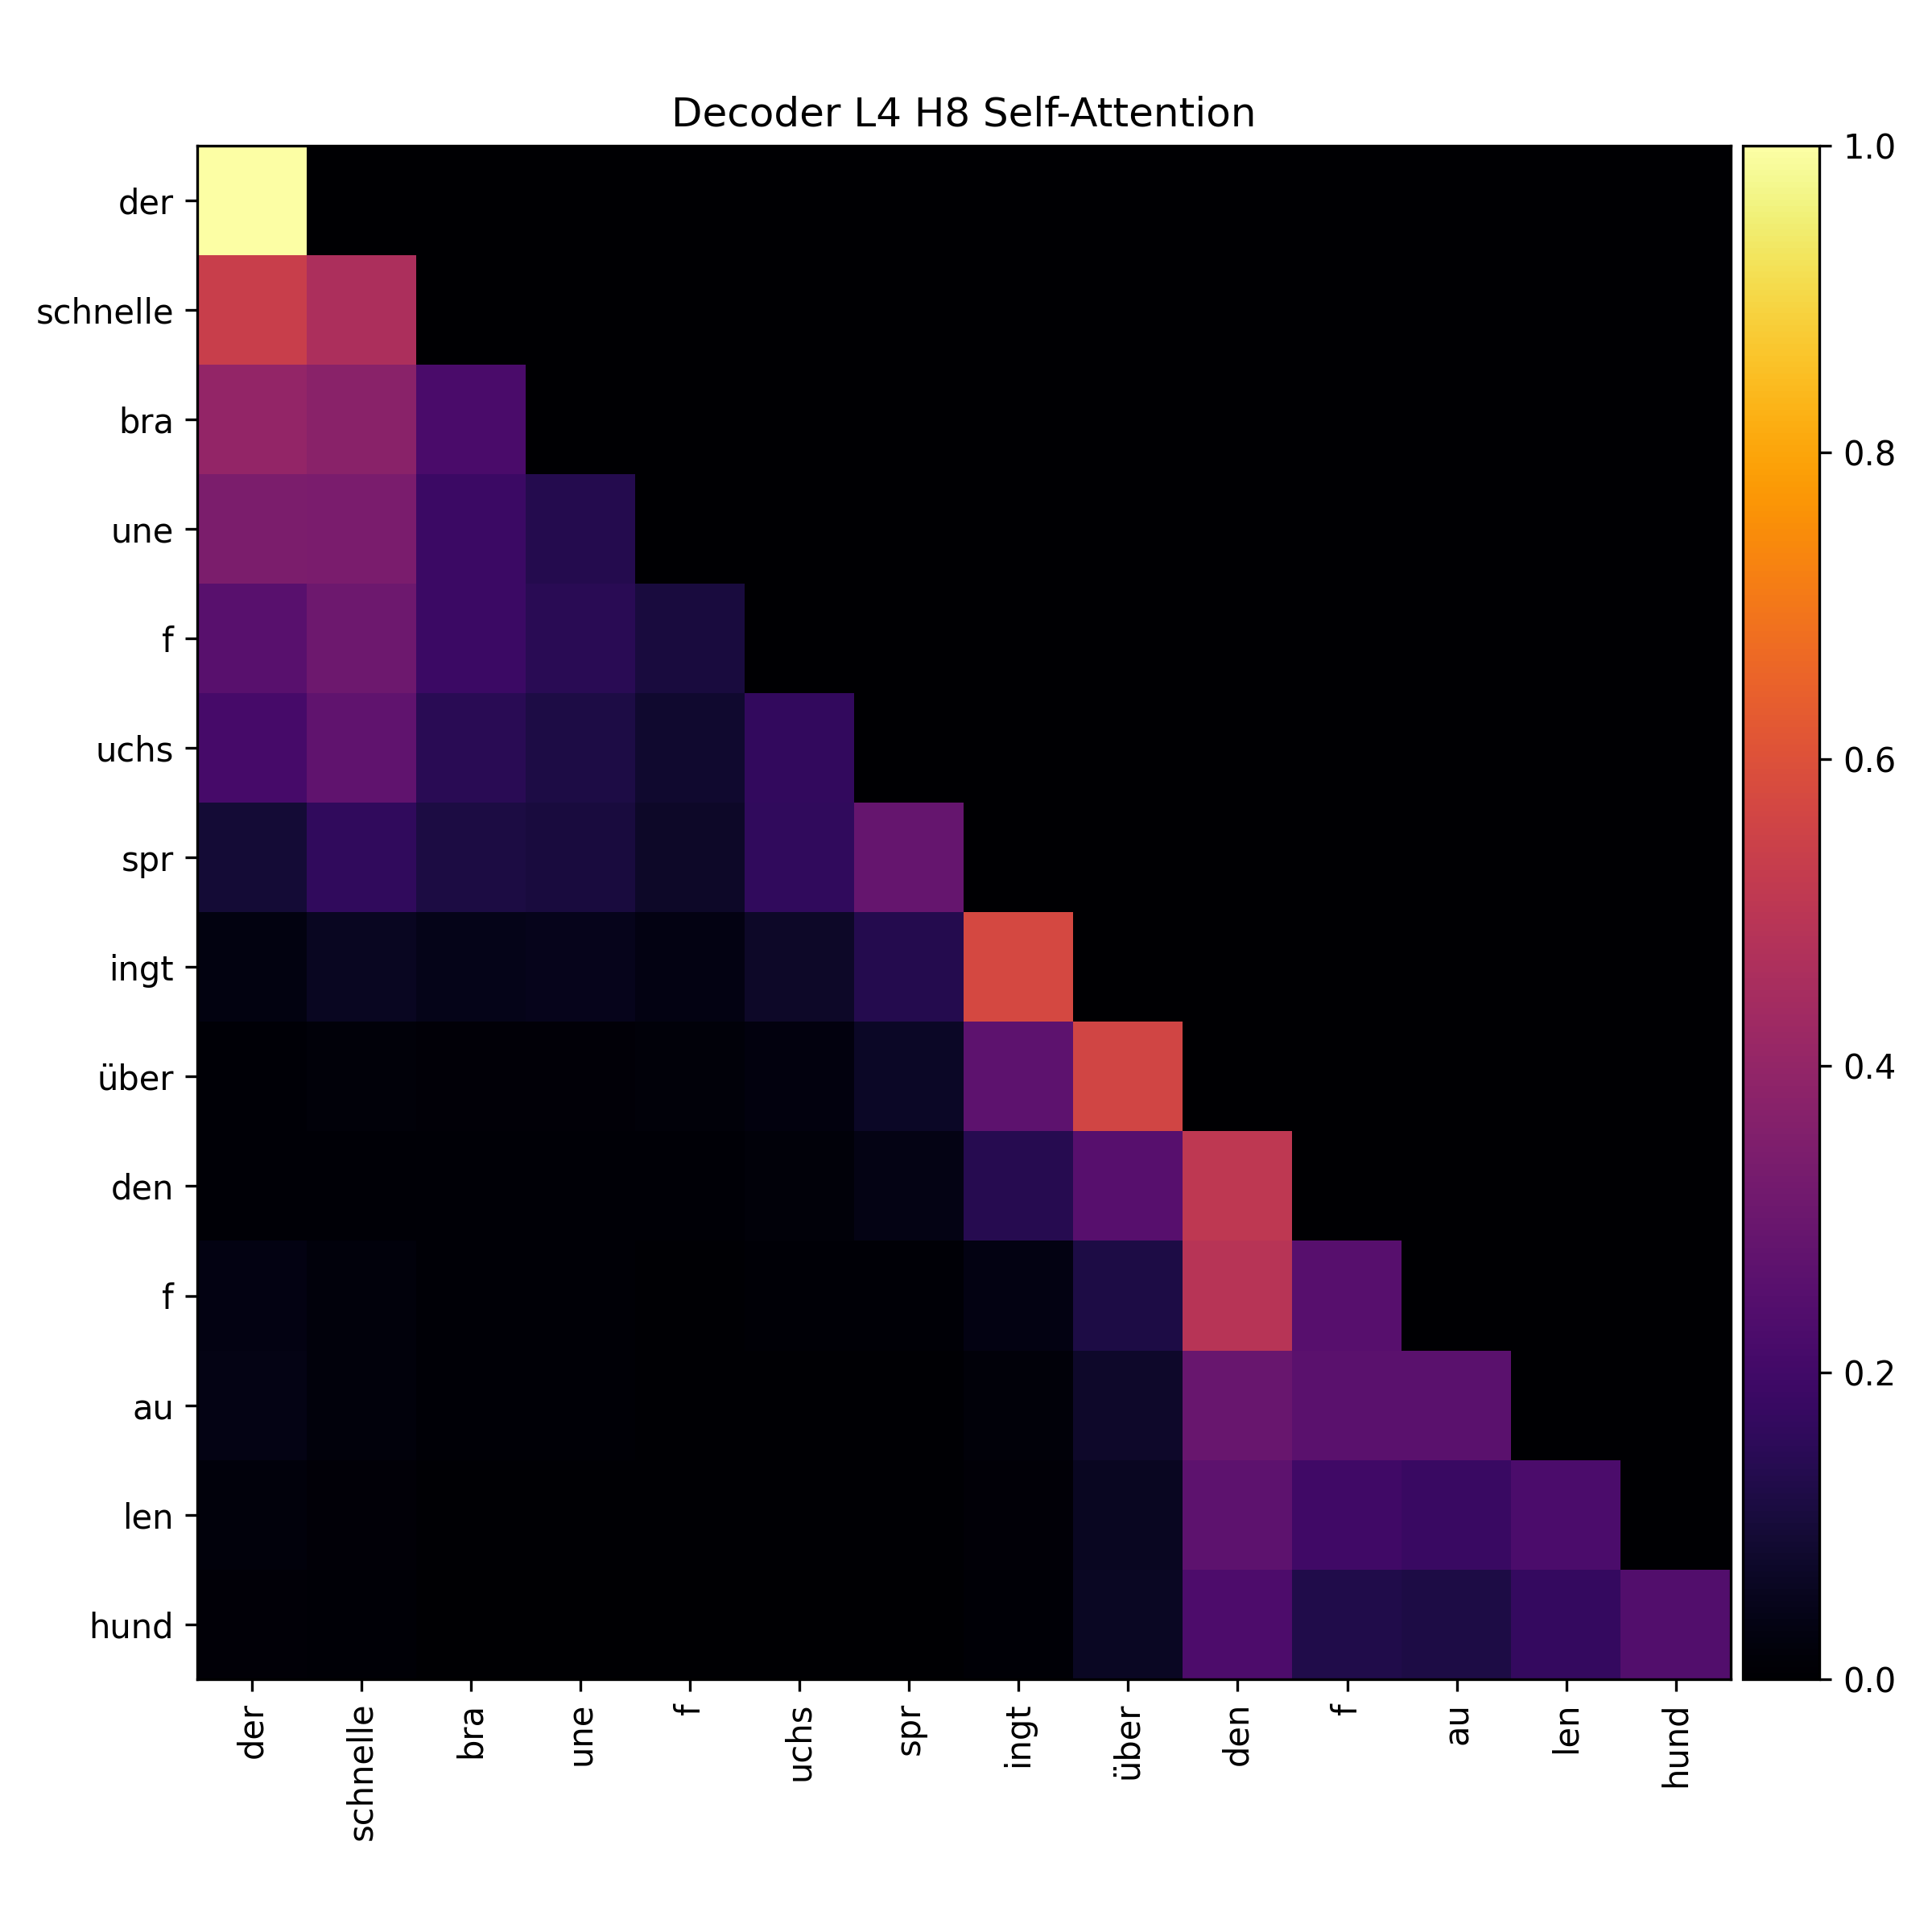 Decoder L4 H8 Self-Attention
der
schnelle
bra
une
f
uchs
spr
ingt
über
den
f
au
len
hund
der
schnelle
bra
une
f
uchs
spr
ingt
über
den
f
au
len
hund
1.0
0.8
0.6
0.4
0.2
0.0